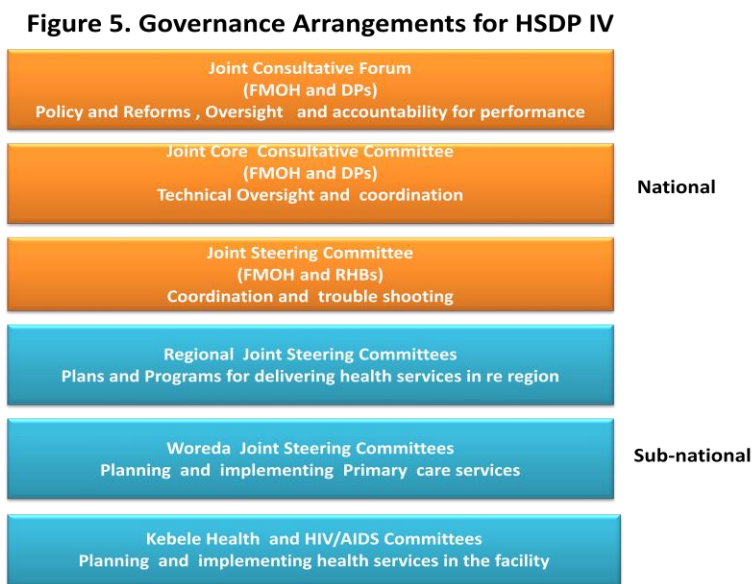 Figure 5. Governance Arrangements for HSDP IV
Joint Consultative Forum
(FMOH and DPs)
Policy and Reforms , Oversight and accountability for performance
Joint Core Consultative Committee
(FMOH and DPs)
Technical Oversight and coordination
National
Joint Steering Committee
(FMOH and RHBs)
Coordination and trouble shooting
Regional Joint Steering Committees
Plans and Programs for delivering health services in re region
Woreda Joint Steering Committees
Planning and implementing Primary care services
Sub-national
Kebele Health and HIV/AIDS Committees
Planning and implementing health services in the facility